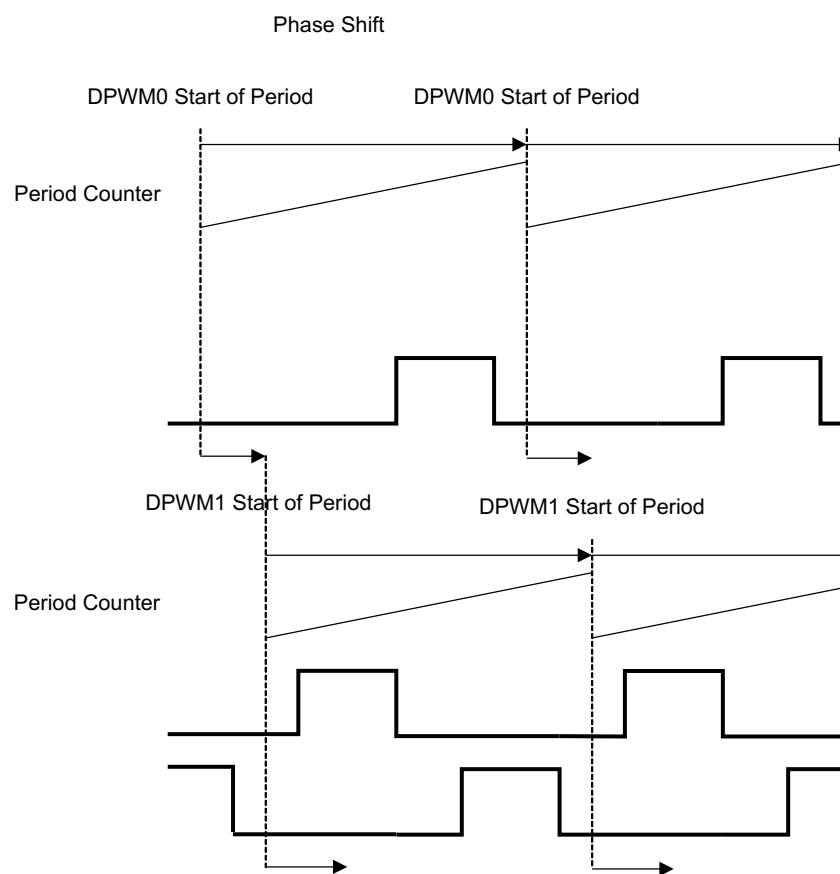 Phase Shift
DPWM0 Start of Period
DPWM0 Start of Period
Period Counter
DPWM1 Start of Period
DPWM1 Start of Period
Period Counter